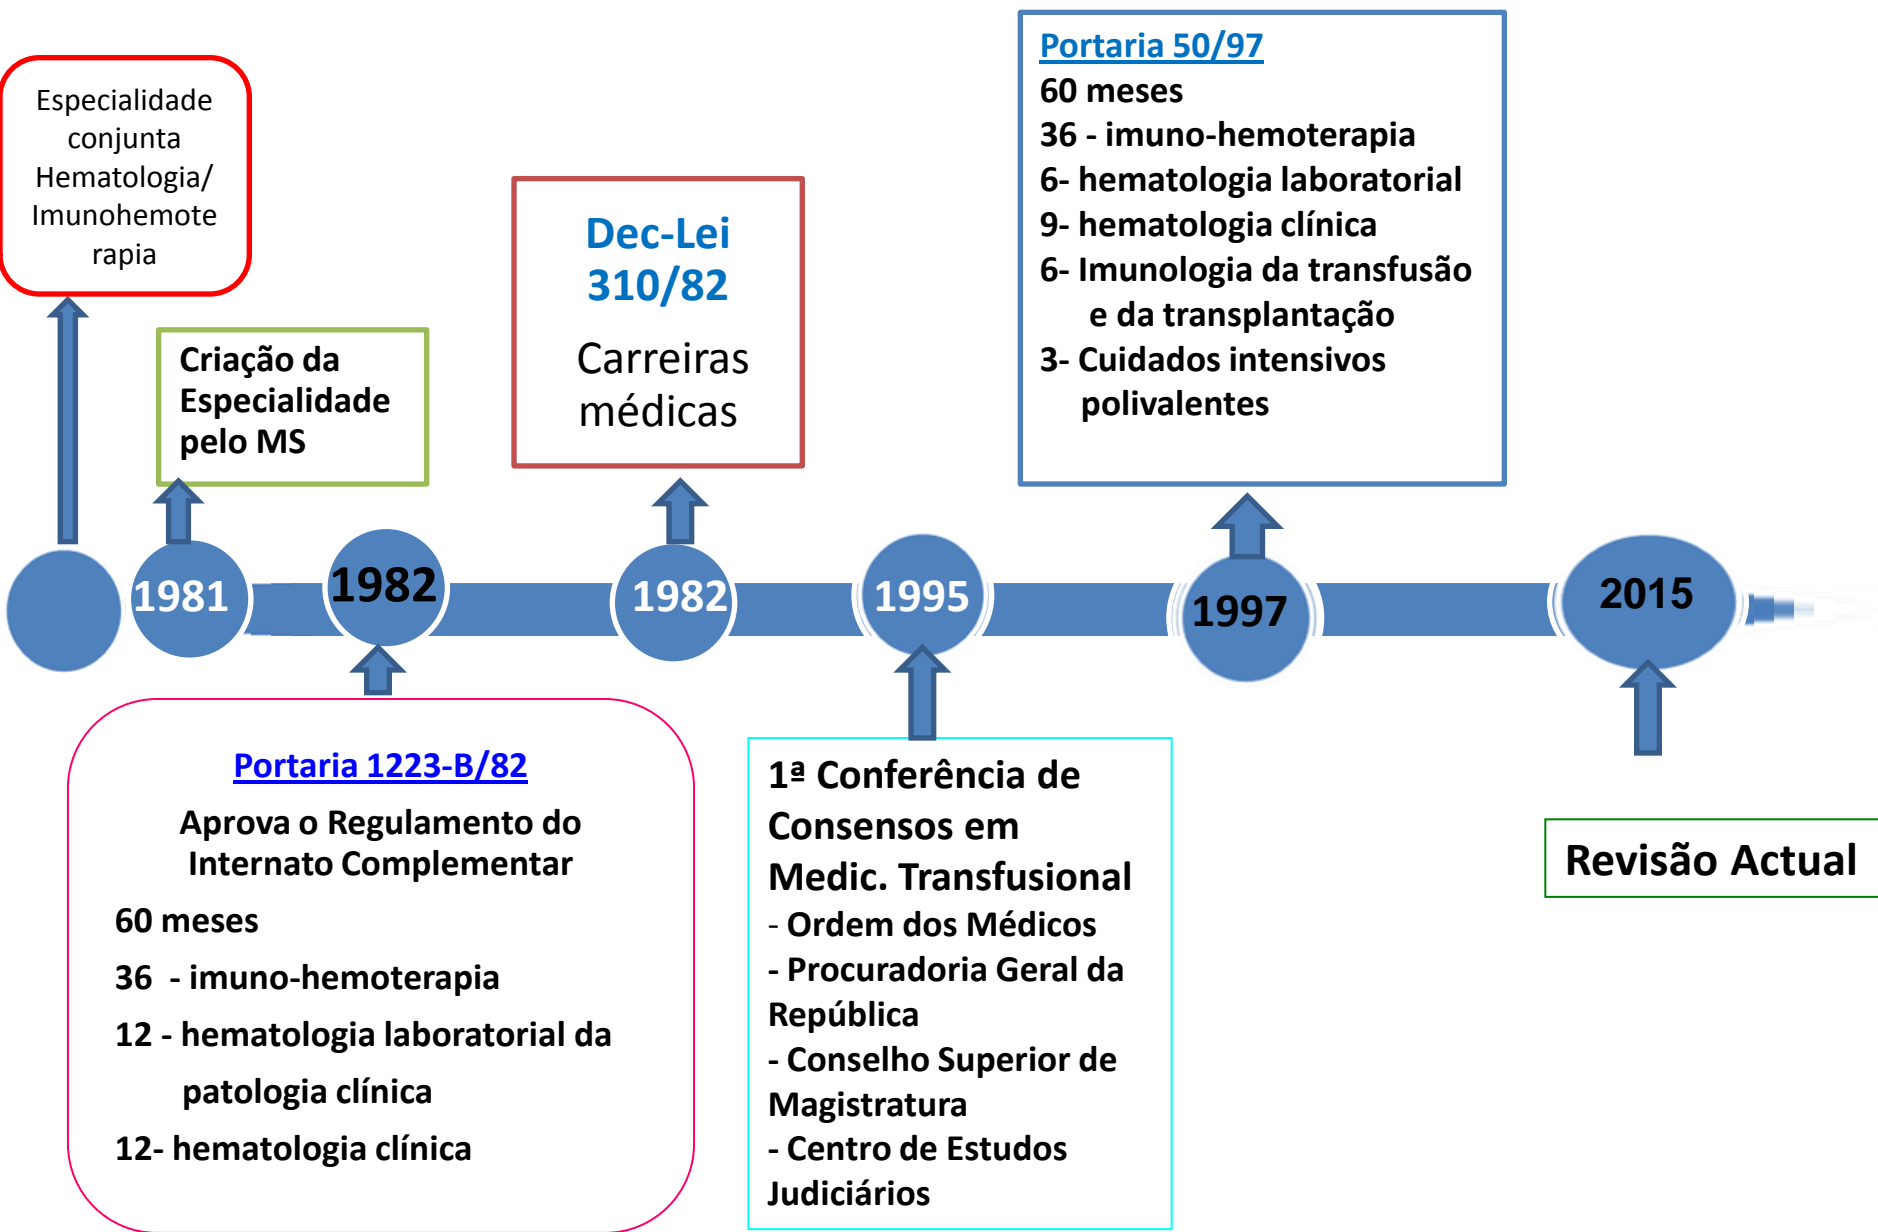 Especialidade
conjunta
Hematologia/
Imunohemote
rapia
Criação da
Especialidade
pelo MS
Dec-Lei
310/82
Carreiras
médicas
Portaria 50/97
60 meses
36 - imuno-hemoterapia
6- hematologia laboratorial
9- hematologia clínica
6- Imunologia da transfusão
e da transplantação
3- Cuidados intensivos
polivalentes
1981
1982
1982
1995
1997
2015
Portaria 1223-B/82
Aprova o Regulamento do
Internato Complementar
60 meses
36 - imuno-hemoterapia
12 - hematologia laboratorial da
patologia clínica
12- hematologia clínica
1ª Conferência de
Consensos em
Medic. Transfusional
- Ordem dos Médicos
- Procuradoria Geral da
República
- Conselho Superior de
Magistratura
- Centro de Estudos
Judiciários
Revisão Actual